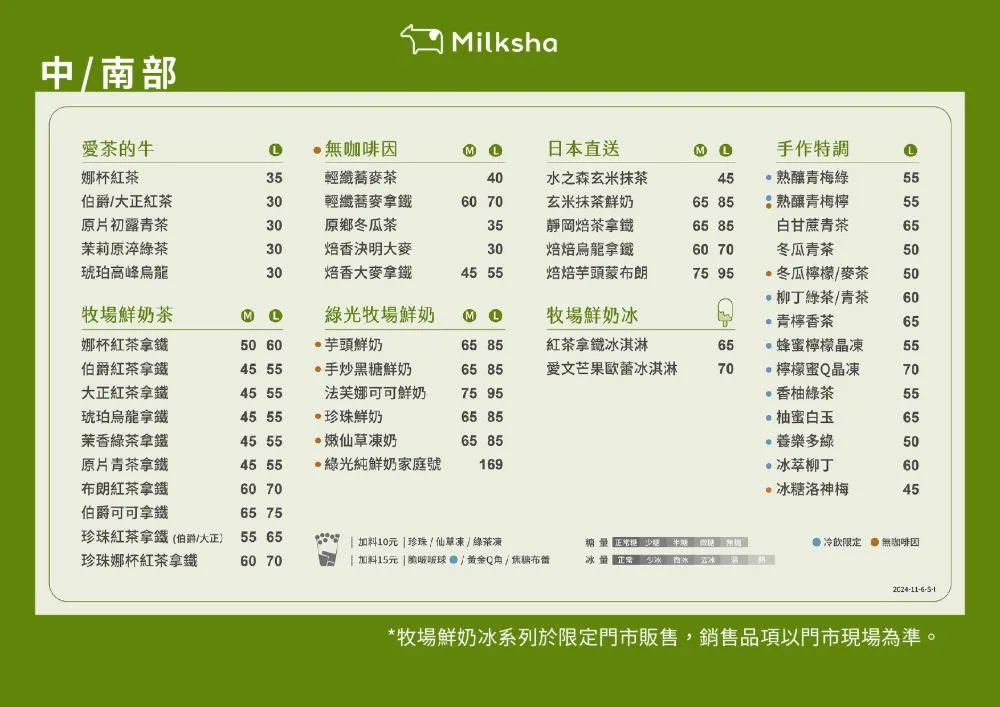 Milksha
中/南部
愛茶的牛 L
娜杯紅茶 35
伯爵/大正紅茶 30
原片初露青茶 30
茉莉原淬綠茶 30
琥珀高峰烏龍 30
牧場鮮奶茶 M L
娜杯紅茶拿鐵 50 60
伯爵紅茶拿鐵 45 55
大正紅茶拿鐵 45 55
琥珀烏龍拿鐵 45 55
茉香綠茶拿鐵 45 55
原片青茶拿鐵 45 55
布朗紅茶拿鐵 60 70
伯爵可可拿鐵 65 75
珍珠紅茶拿鐵 (伯爵/大正) 55 65
珍珠娜杯紅茶拿鐵 60 70
無咖啡因 M L
輕纖蕎麥茶 40
輕纖蕎麥拿鐵 60 70
原鄉冬瓜茶 35
焙香決明大麥 30
焙香大麥拿鐵 45 55
綠光牧場鮮奶 M L
芋頭鮮奶 65 85
手炒黑糖鮮奶 65 85
法芙娜可可鮮奶 75 95
珍珠鮮奶 65 85
嫩仙草凍奶 65 85
綠光純鮮奶家庭號 169
日本直送 M L
水之森玄米抹茶 45
玄米抹茶鮮奶 65 85
靜岡焙茶拿鐵 65 85
焙焙烏龍拿鐵 60 70
焙焙芋頭蒙布朗 75 95
牧場鮮奶冰
紅茶拿鐵冰淇淋 65
愛文芒果歐蕾冰淇淋 70
手作特調 L
熟釀青梅綠 55
熟釀青梅檸 55
白甘蔗青茶 65
冬瓜青茶 50
冬瓜檸檬/麥茶 50
柳丁綠茶/青茶 60
青檸香茶 65
蜂蜜檸檬晶凍 55
檸檬蜜Q晶凍 70
香柚綠茶 55
柚蜜白玉 65
養樂多綠 50
冰萃柳丁 60
冰糖洛神梅 45
加料10元 | 珍珠 / 仙草凍 / 綠茶凍
加料15元 | 脆啵啵球 / 黃金Q角 / 焦糖布蕾
糖 量 正常糖 少糖 半糖 微糖 無糖
冰 量 正常 少冰 微冰 去冰 溫 熱
冷飲限定 無咖啡因
2024-11-6-S-I
*牧場鮮奶冰系列於限定門市販售，銷售品項以門市現場為準。